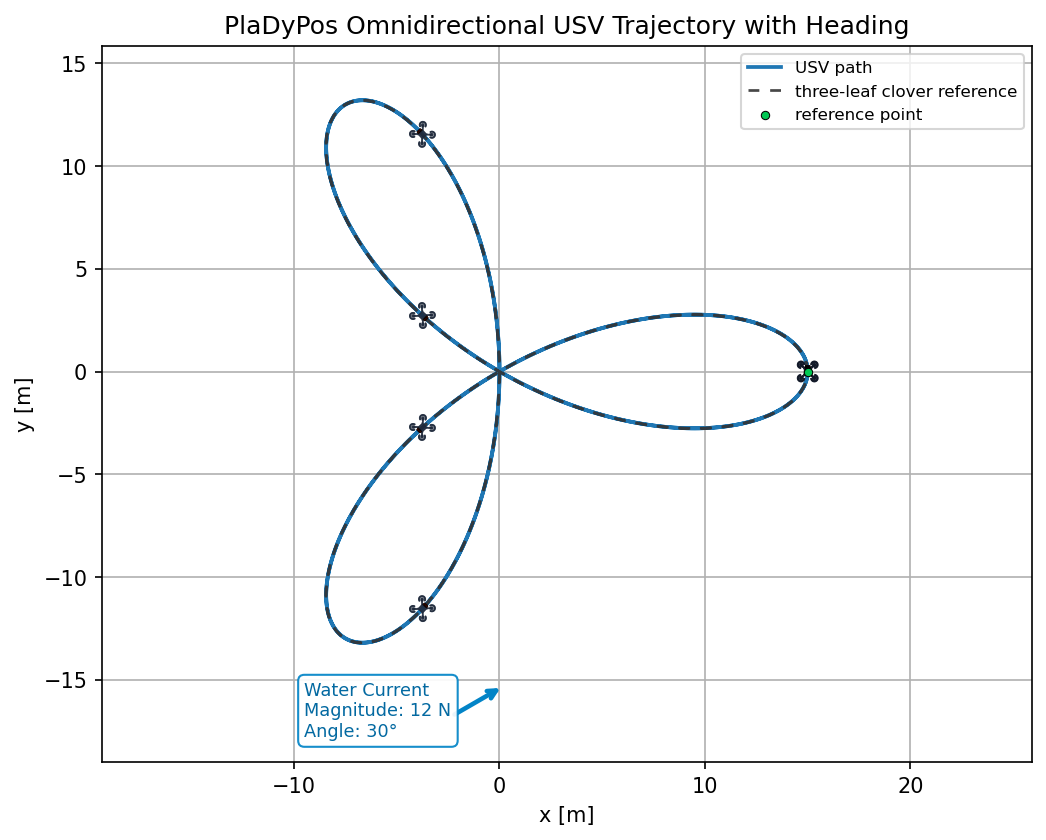 PlaDyPos Omnidirectional USV Trajectory with Heading
USV path
three-leaf clover reference
reference point
15
10
5
0
−5
−10
−15
y [m]
Water Current
Magnitude: 12 N
Angle: 30°
−10
0
10
20
x [m]